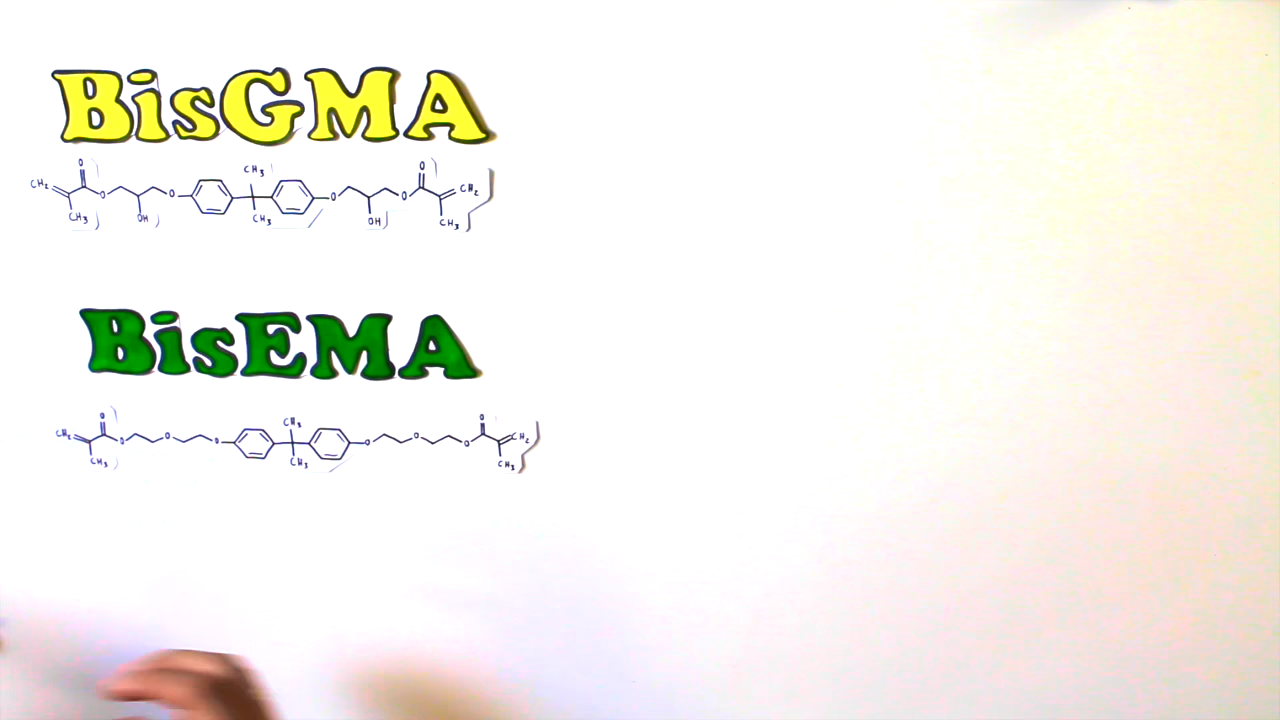 BisGMA
O CH3 O
CH2 O O O O CH2
CH3 OH CH3 OH CH3
BisEMA
O CH3 O
CH2 O O O O O O CH2
CH3 CH3 CH3